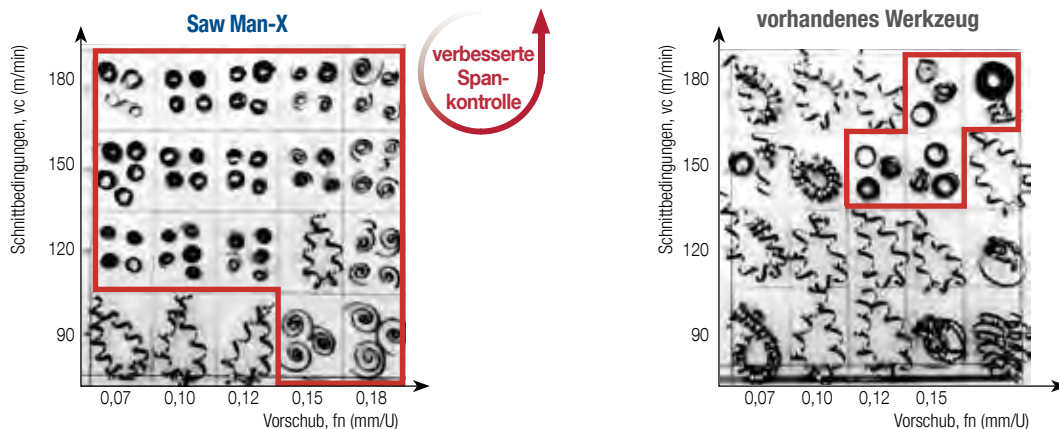 Saw Man-X
Schnittbedingungen, vc (m/min)
180
150
120
90
0,07 0,10 0,12 0,15 0,18
Vorschub, fn (mm/U)
verbesserte
Span-
kontrolle
vorhandenes Werkzeug
Schnittbedingungen, vc (m/min)
180
150
120
90
0,07 0,10 0,12 0,15
Vorschub, fn (mm/U)